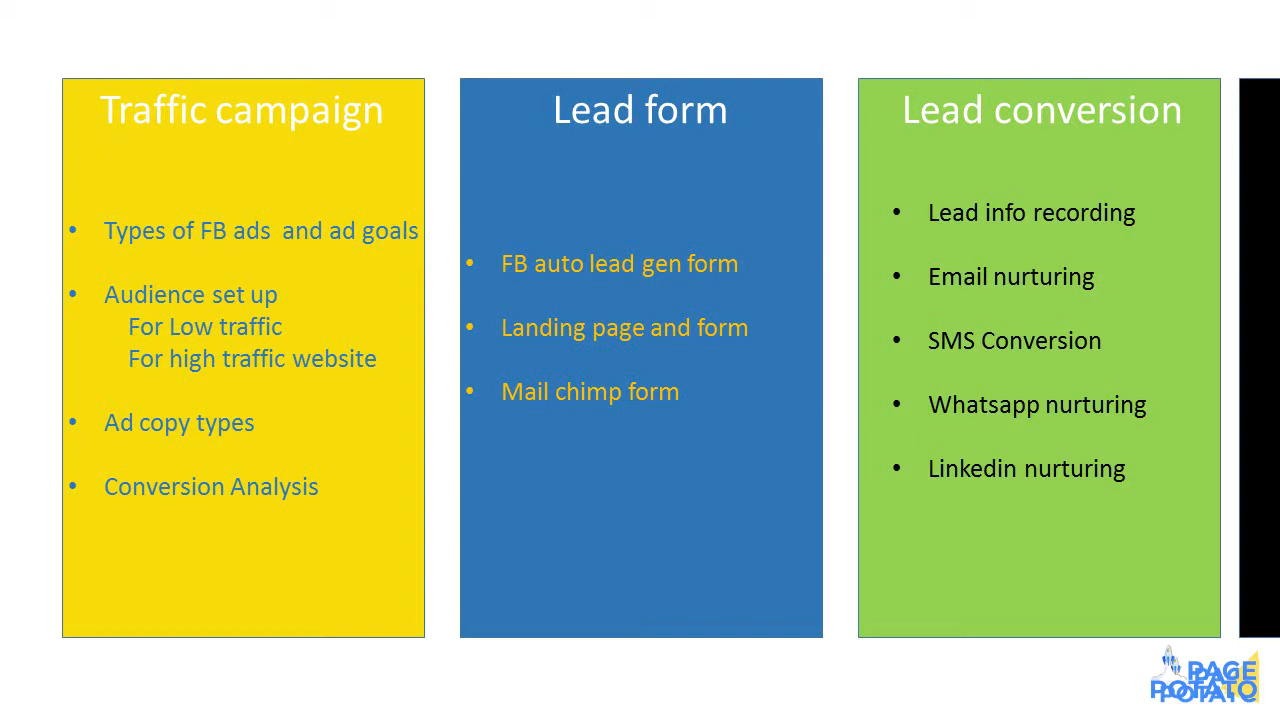 Traffic campaign
• Types of FB ads and ad goals
• Audience set up
For Low traffic
For high traffic website
• Ad copy types
• Conversion Analysis
Lead form
• FB auto lead gen form
• Landing page and form
• Mail chimp form
Lead conversion
• Lead info recording
• Email nurturing
• SMS Conversion
• Whatsapp nurturing
• Linkedin nurturing
PAGE
POTATO